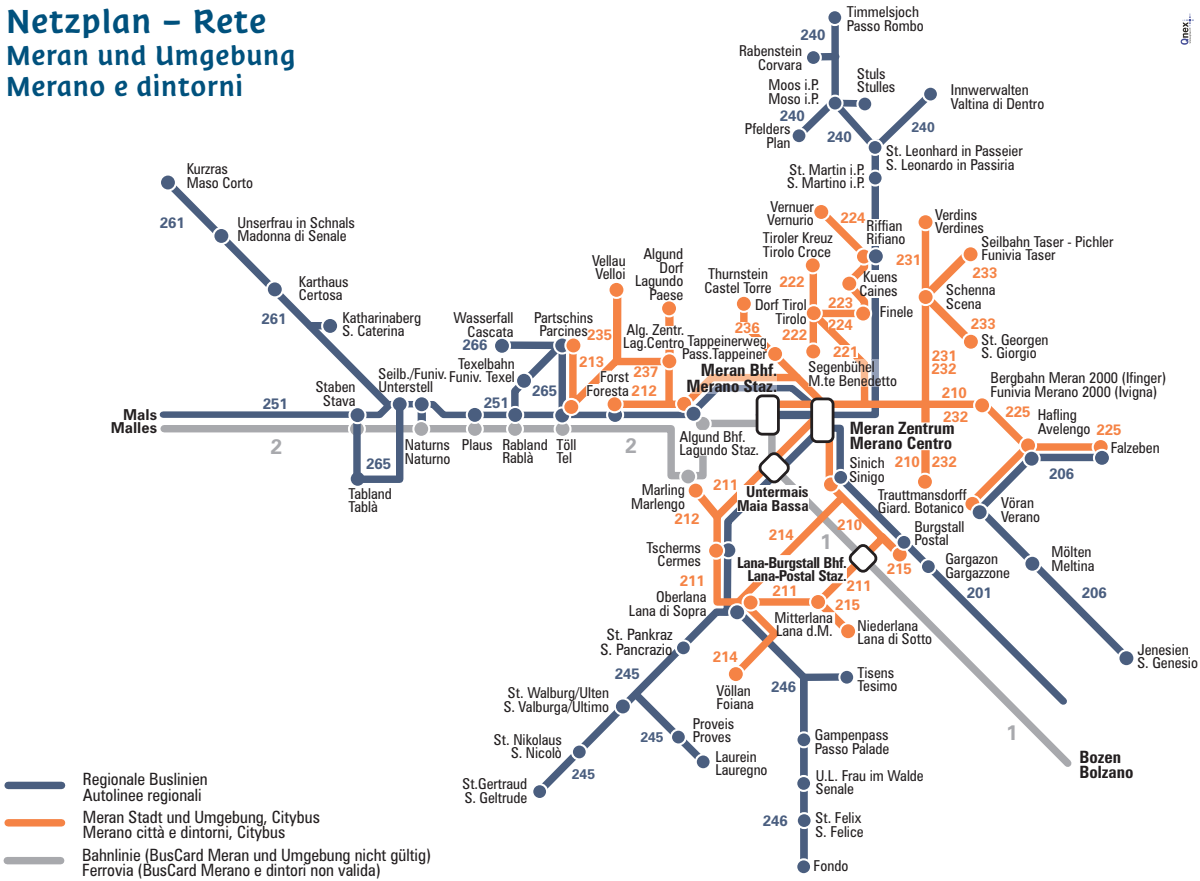 Netzplan – Rete
Meran und Umgebung
Merano e dintorni
Qnex
Timmelsjoch
Passo Rombo
240
Rabenstein
Corvara
Moos i.P.
Moso i.P.
Stuls
Stulles
Innwerwalten
Valtina di Dentro
240
Pfelders
Plan
240
240
St. Leonhard in Passeier
S. Leonardo in Passiria
St. Martin i.P.
S. Martino i.P.
Kurzras
Maso Corto
261
Unserfrau in Schnals
Madonna di Senale
Karthaus
Certosa
261
Katharinaberg
S. Caterina
Vernuer
Vernurio
224
Riffian
Rifiano
Verdins
Verdines
Tiroler Kreuz
Tirolo Croce
231
Seilbahn Taser - Pichler
Funivia Taser
233
Algund
Dorf
Lagundo
Paese
Vellau
Velloi
Thurnstein
Castel Torre
222
Kuens
Caines
Schenna
Scena
Dorf Tirol
Tirolo
223
224
Finele
233
St. Georgen
S. Giorgio
Wasserfall
Cascata
266
Partschins
Parcines
235
Alg. Zentr.
Lag.Centro
236
Tappeinerweg
Pass.Tappeiner
222
221
Segenbühel
M.te Benedetto
231
232
Texelbahn
Funiv. Texel
213
265
237
Forst
Foresta
212
Meran Bhf.
Merano Staz.
Bergbahn Meran 2000 (Ifinger)
Funivia Merano 2000 (Ivigna)
210
232
225
Hafling
Avelengo
225
Falzeben
206
Staben
Stava
Seilb./Funiv.
Unterstell
Mals
Malles
251
251
2
2
265
Tabland
Tablà
Naturns
Naturno
Plaus
Rabland
Rablà
Töll
Tel
Algund Bhf.
Lagundo Staz.
Meran Zentrum
Merano Centro
Sinich
Sinigo
210
232
Trauttmansdorff
Giard. Botanico
Vöran
Verano
Marling
Marlengo
211
212
Untermais
Maia Bassa
210
1
214
Burgstall
Postal
Tscherms
Cermes
211
Lana-Burgstall Bhf.
Lana-Postal Staz.
215
211
Gargazon
Gargazzone
201
Mölten
Meltina
206
Jenesien
S. Genesio
Oberlana
Lana di Sopra
211
215
Mitterlana
Lana d.M.
Niederlana
Lana di Sotto
St. Pankraz
S. Pancrazio
214
Völlan
Foiana
246
Tisens
Tesimo
245
St. Walburg/Ulten
S. Valburga/Ultimo
245
Proveis
Proves
Laurein
Lauregno
St. Nikolaus
S. Nicolò
245
St.Gertraud
S. Geltrude
Gampenpass
Passo Palade
U.L. Frau im Walde
Senale
246
St. Felix
S. Felice
Fondo
1
Bozen
Bolzano
Regionale Buslinien
Autolinee regionali
Meran Stadt und Umgebung, Citybus
Merano città e dintorni, Citybus
Bahnlinie (BusCard Meran und Umgebung nicht gültig)
Ferrovia (BusCard Merano e dintori non valida)